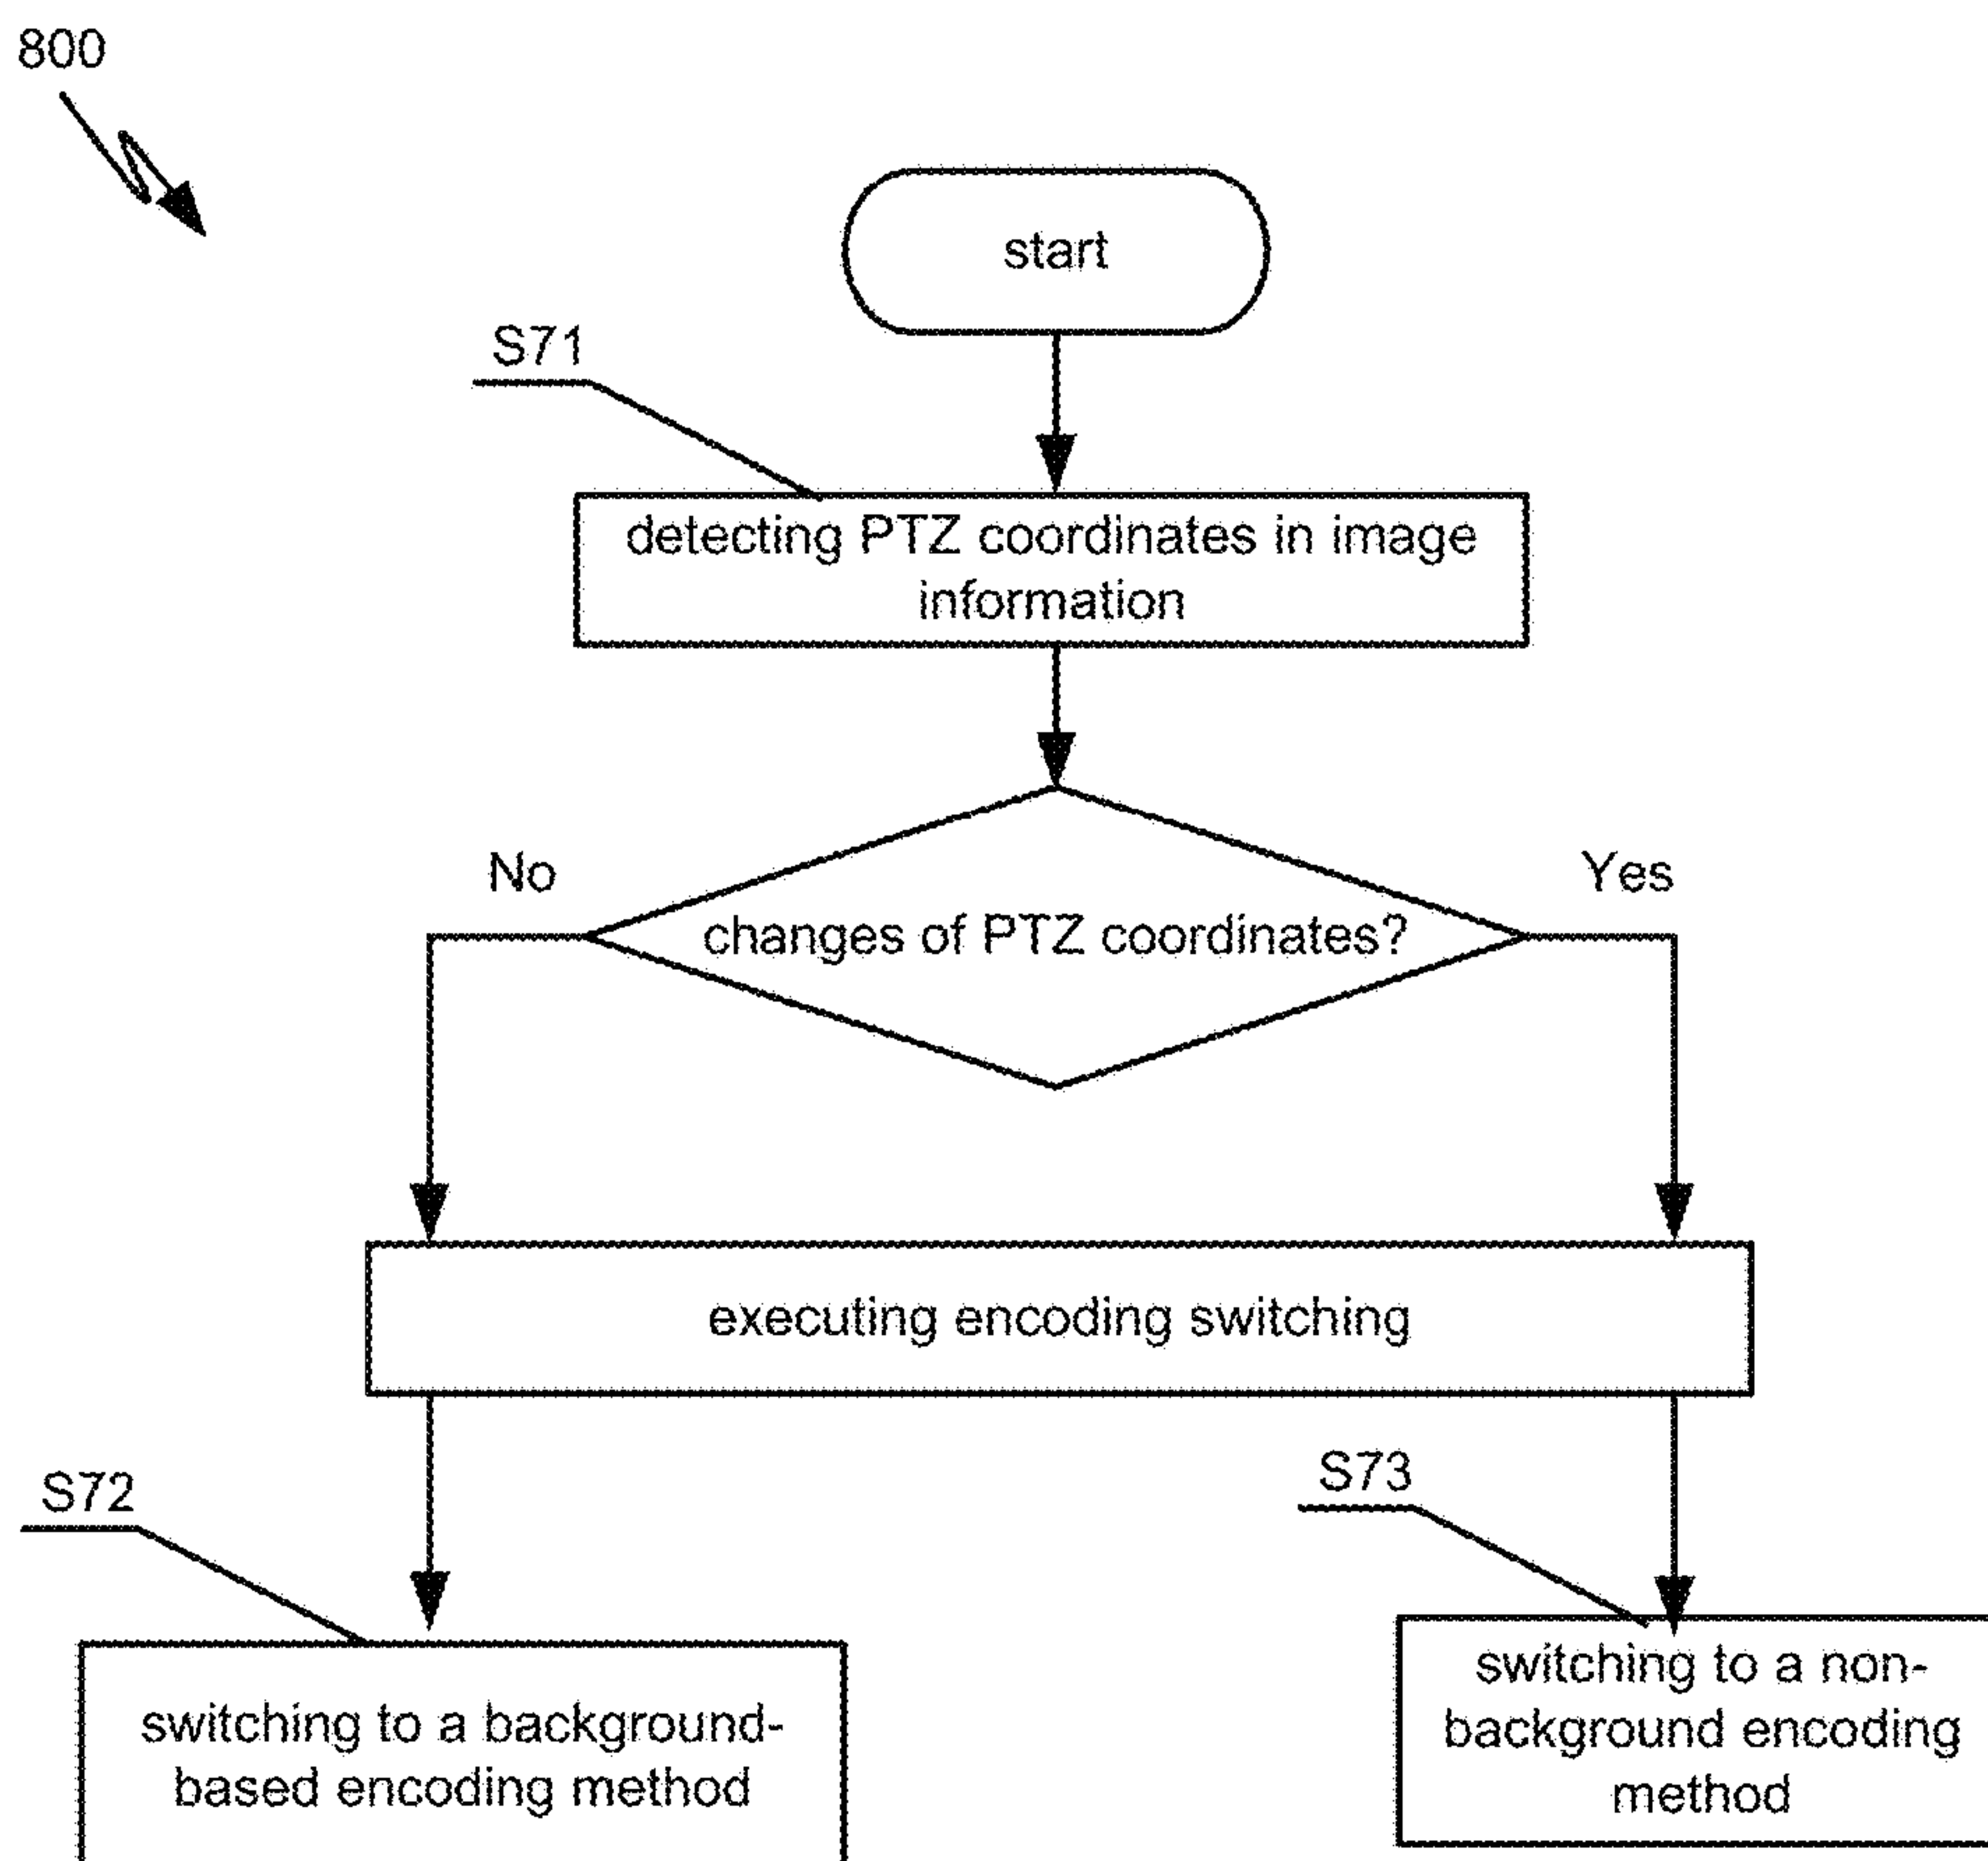 800
start
S71
detecting PTZ coordinates in image
information
No
Yes
changes of PTZ coordinates?
executing encoding switching
S72
S73
switching to a background-
based encoding method
switching to a non-
background encoding
method